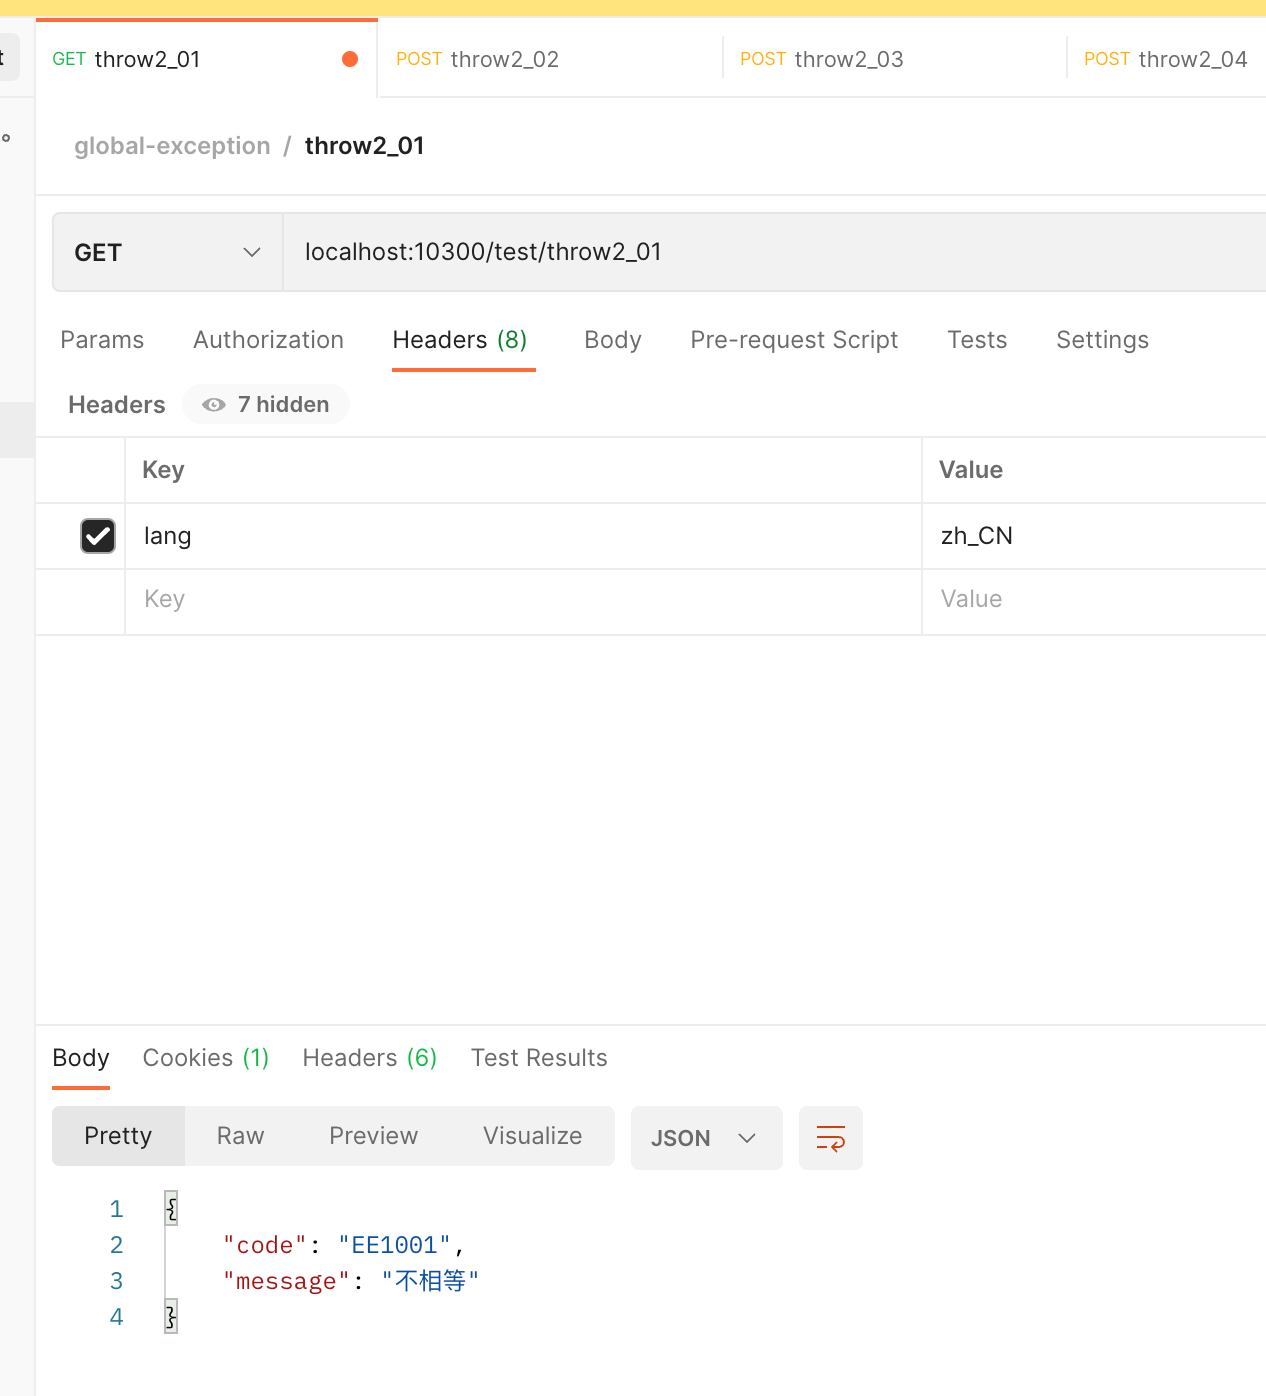 GET throw2_01 POST throw2_02 POST throw2_03 POST throw2_04
global-exception / throw2_01
GET localhost:10300/test/throw2_01
Params Authorization Headers (8) Body Pre-request Script Tests Settings
Headers 7 hidden
Key Value
lang zh_CN
Key Value
Body Cookies (1) Headers (6) Test Results
Pretty Raw Preview Visualize JSON
1 {
2 "code": "EE1001",
3 "message": "不相等"
4 }